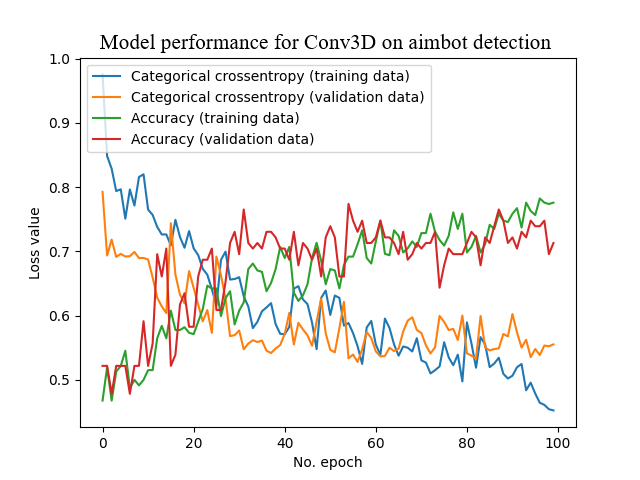 Model performance for Conv3D on aimbot detection
1.0
0.9
0.8
0.7
0.6
0.5
Loss value
Categorical crossentropy (training data)
Categorical crossentropy (validation data)
Accuracy (training data)
Accuracy (validation data)
0 20 40 60 80 100
No. epoch